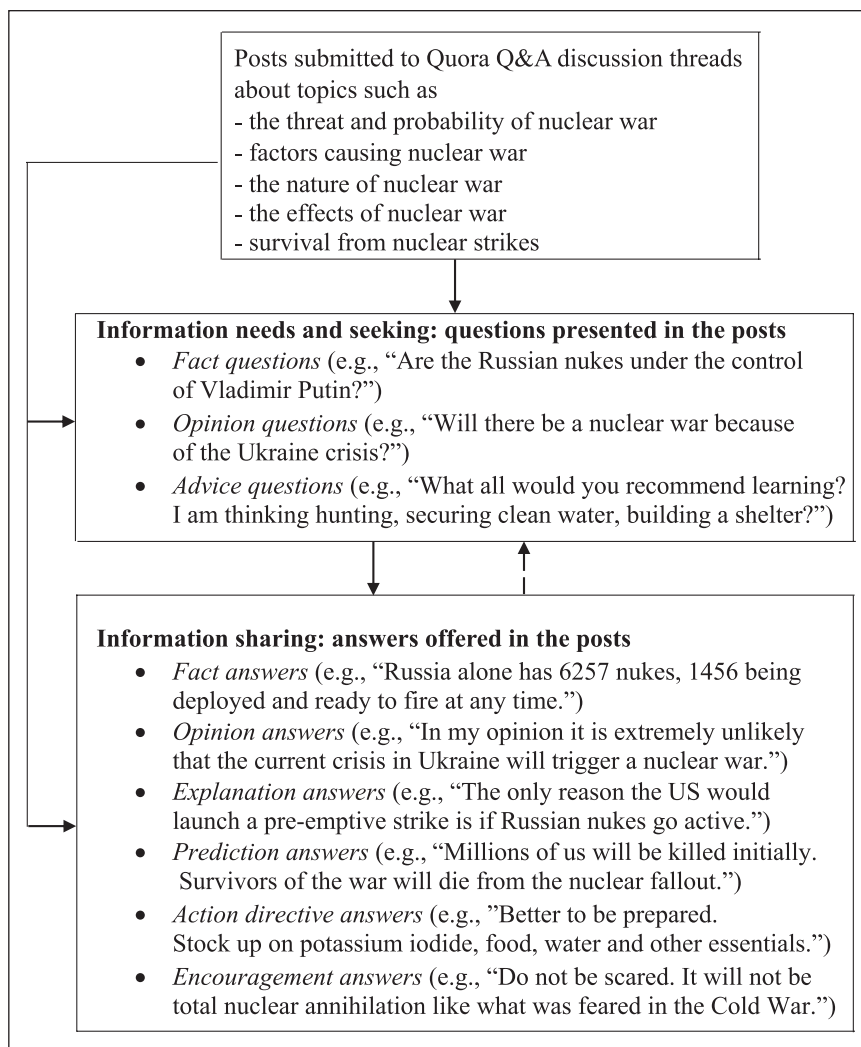 Posts submitted to Quora Q&A discussion threads
about topics such as
- the threat and probability of nuclear war
- factors causing nuclear war
- the nature of nuclear war
- the effects of nuclear war
- survival from nuclear strikes
Information needs and seeking: questions presented in the posts
• Fact questions (e.g., “Are the Russian nukes under the control
of Vladimir Putin?”)
• Opinion questions (e.g., “Will there be a nuclear war because
of the Ukraine crisis?”)
• Advice questions (e.g., “What all would you recommend learning?
I am thinking hunting, securing clean water, building a shelter?”)
Information sharing: answers offered in the posts
• Fact answers (e.g., “Russia alone has 6257 nukes, 1456 being
deployed and ready to fire at any time.”)
• Opinion answers (e.g., “In my opinion it is extremely unlikely
that the current crisis in Ukraine will trigger a nuclear war.”)
• Explanation answers (e.g., “The only reason the US would
launch a pre-emptive strike is if Russian nukes go active.”)
• Prediction answers (e.g., “Millions of us will be killed initially.
Survivors of the war will die from the nuclear fallout.”)
• Action directive answers (e.g., ”Better to be prepared.
Stock up on potassium iodide, food, water and other essentials.”)
• Encouragement answers (e.g., “Do not be scared. It will not be
total nuclear annihilation like what was feared in the Cold War.”)